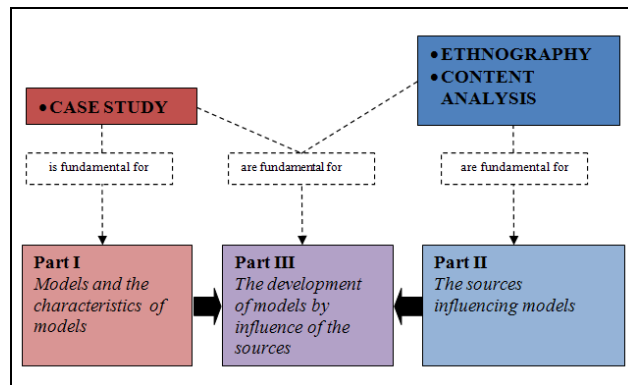 • ETHNOGRAPHY
• CONTENT
ANALYSIS
• CASE STUDY
is fundamental for
are fundamental for
are fundamental for
Part I
Models and the
characteristics of
models
Part III
The development
of models by
influence of the
sources
Part II
The sources
influencing models